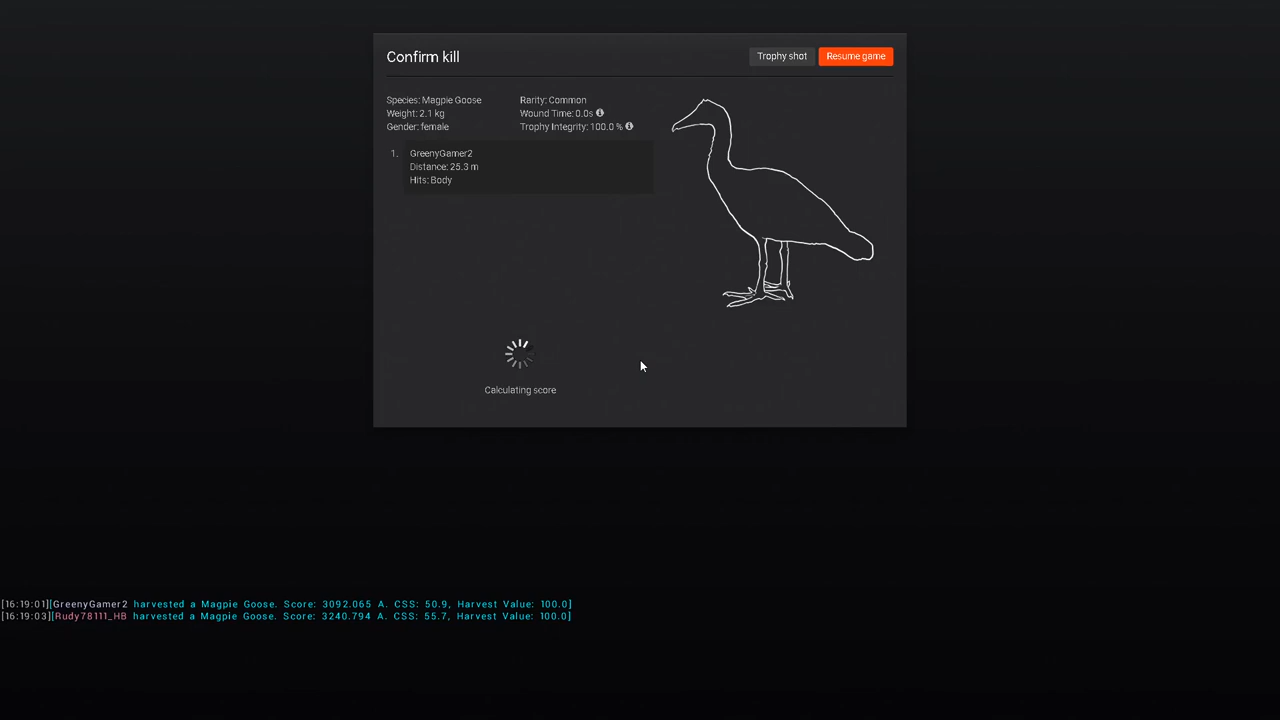 Confirm kill
Trophy shot
Resume game
Species: Magpie Goose
Rarity: Common
Weight: 2.1 kg
Wound Time: 0.0s
Gender: female
Trophy Integrity: 100.0 %
1. GreenyGamer2
Distance: 25.3 m
Hits: Body
Calculating score
[16:19:01][GreenyGamer2 harvested a Magpie Goose. Score: 3092.065 A. CSS: 50.9, Harvest Value: 100.0]
[16:19:03][Rudy78111_HB harvested a Magpie Goose. Score: 3240.794 A. CSS: 55.7, Harvest Value: 100.0]